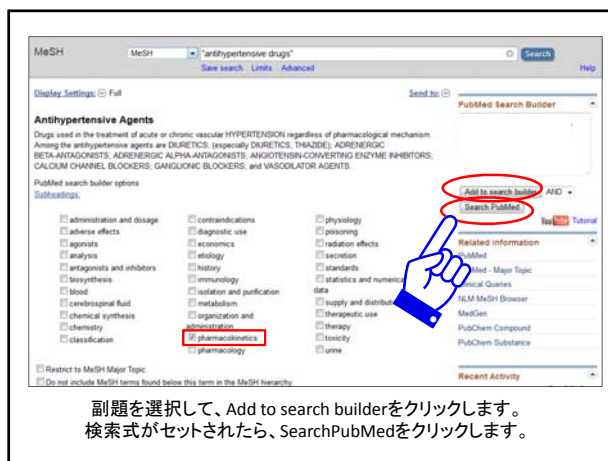 MeSH MeSH "antihypertensive drugs" Search
Save search Limits Advanced Help
Display Settings: Full Send to:
Antihypertensive Agents
Drugs used in the treatment of acute or chronic vascular HYPERTENSION regardless of pharmacological mechanism.
Among the antihypertensive agents are DIURETICS; (especially DIURETICS, THIAZIDE); ADRENERGIC
BETA-ANTAGONISTS; ADRENERGIC ALPHA-ANTAGONISTS; ANGIOTENSIN-CONVERTING ENZYME INHIBITORS;
CALCIUM CHANNEL BLOCKERS; GANGLIONIC BLOCKERS; and VASODILATOR AGENTS.
PubMed search builder options
Subheadings:
administration and dosage
adverse effects
agonists
analysis
antagonists and inhibitors
biosynthesis
blood
cerebrospinal fluid
chemical synthesis
chemistry
classification
contraindications
diagnostic use
economics
etiology
history
immunology
isolation and purification
metabolism
organization and
administration
pharmacokinetics
pharmacology
physiology
poisoning
radiation effects
secretion
standards
statistics and numerica
data
supply and distribut
therapeutic use
therapy
toxicity
urine
Restrict to MeSH Major Topic.
Do not include MeSH terms found below this term in the MeSH hierarchy.
PubMed Search Builder
Add to search builder AND
Search PubMed
YouTube Tutorial
Related information
PubMed
PubMed - Major Topic
Clinical Queries
NLM MeSH Browser
MedGen
PubChem Compound
PubChem Substance
Recent Activity
副題を選択して、Add to search builderをクリックします。
検索式がセットされたら、SearchPubMedをクリックします。